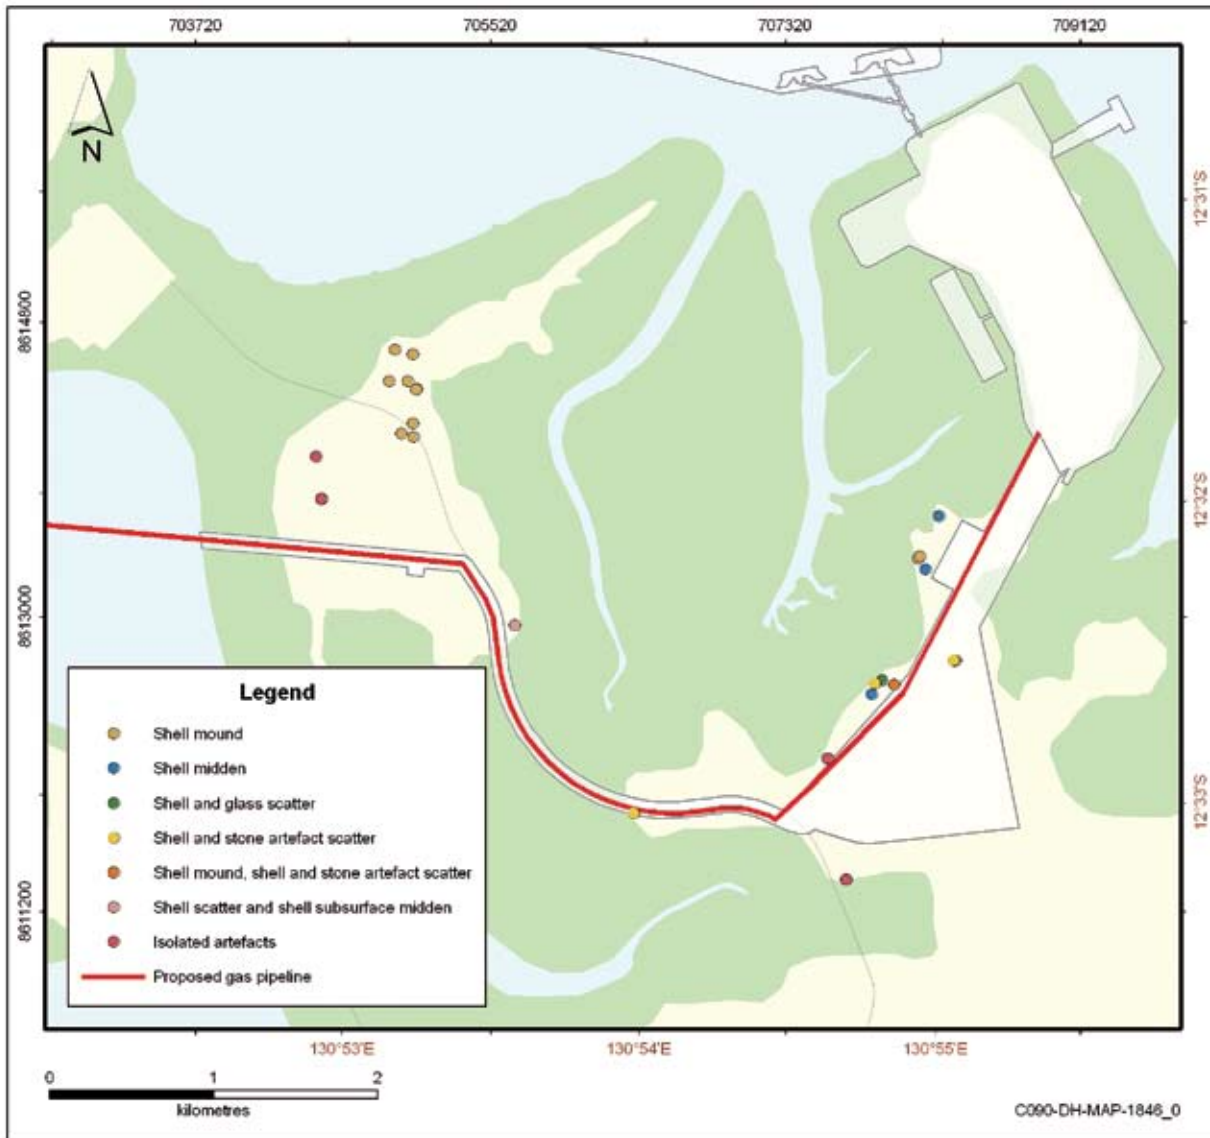 703720 705520 707320 709120
N
12°31'S
8614800
12°32'S
8613000
Legend
Shell mound
Shell midden
Shell and glass scatter
Shell and stone artefact scatter
Shell mound, shell and stone artefact scatter
Shell scatter and shell subsurface midden
Isolated artefacts
Proposed gas pipeline
12°33'S
8611200
130°53'E 130°54'E 130°55'E
0 1 2
kilometres
C090-DH-MAP-1846_0